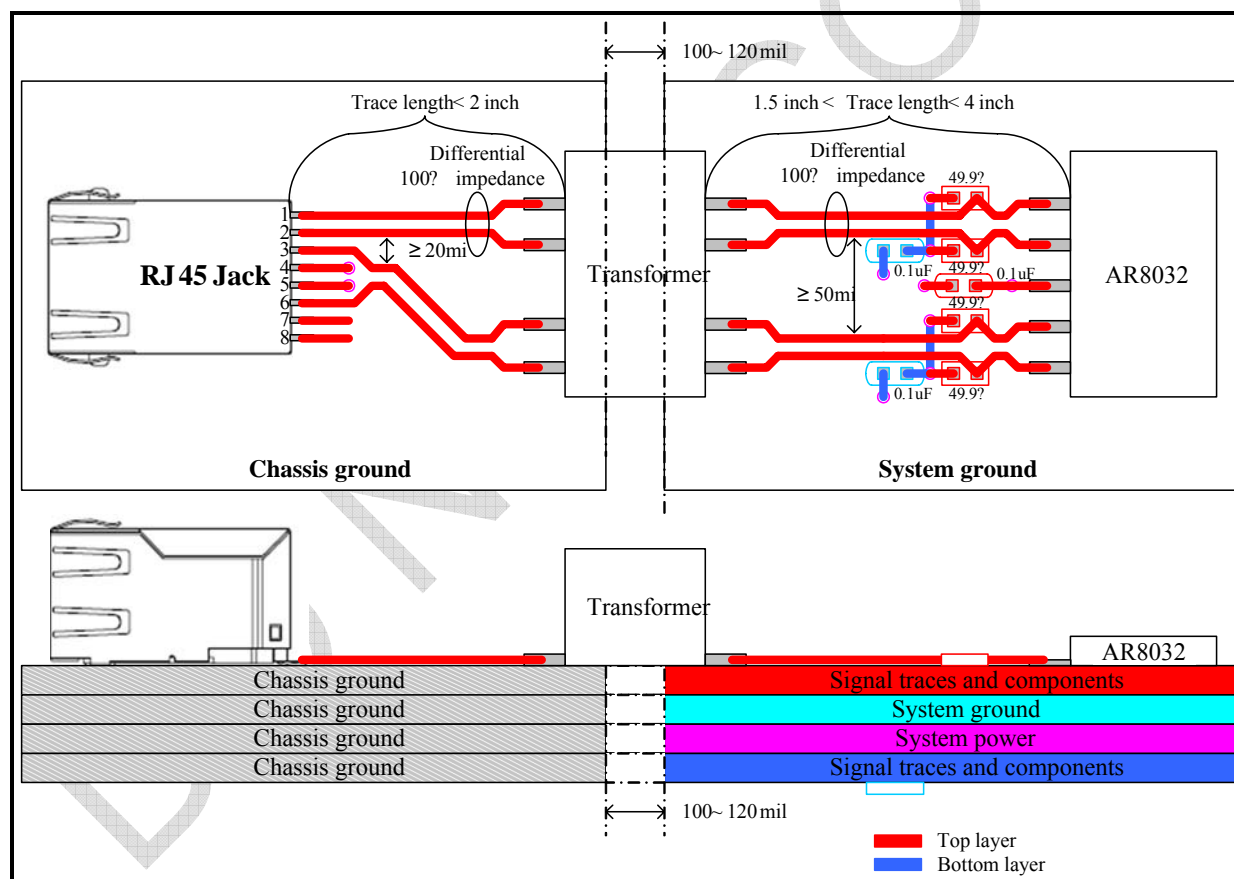 100~ 120 mil
Trace length< 2 inch
1.5 inch < Trace length< 4 inch
Differential
100? impedance
Differential
100? impedance
49.9?
1
2
3
4
5
6
7
8
≥ 20mi
RJ 45 Jack
Transformer
0.1uF
49.9?
0.1uF
≥ 50mi
49.9?
0.1uF
49.9?
AR8032
Chassis ground
System ground
Transformer
AR8032
Chassis ground
Signal traces and components
Chassis ground
System ground
Chassis ground
System power
Chassis ground
Signal traces and components
100~ 120 mil
Top layer
Bottom layer